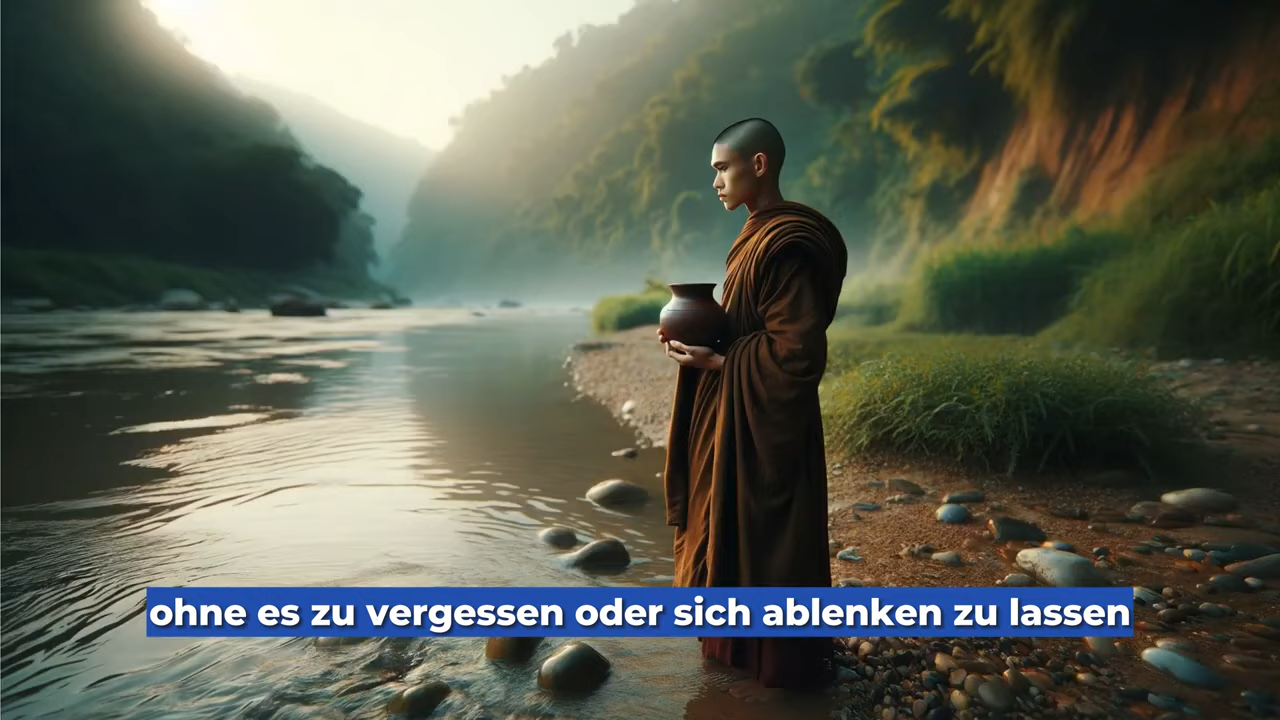 ohne es zu vergessen oder sich ablenken zu lassen